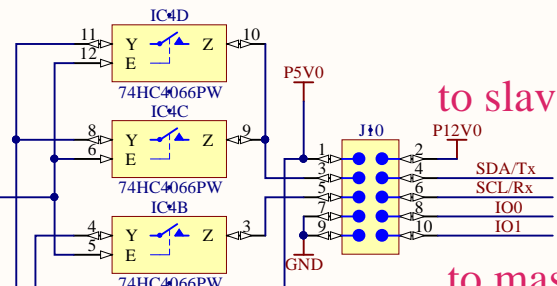 IC4D
11 Y Z 10
12 E
74HC4066PW
IC4C
8 Y Z 9
6 E
74HC4066PW
IC4B
4 Y Z 3
5 E
74HC4066PW
P5V0
to slav
J10
P12V0
1 2
3 4 SDA/Tx
5 6 SCL/Rx
7 8 IO0
9 10 IO1
GND
to mas